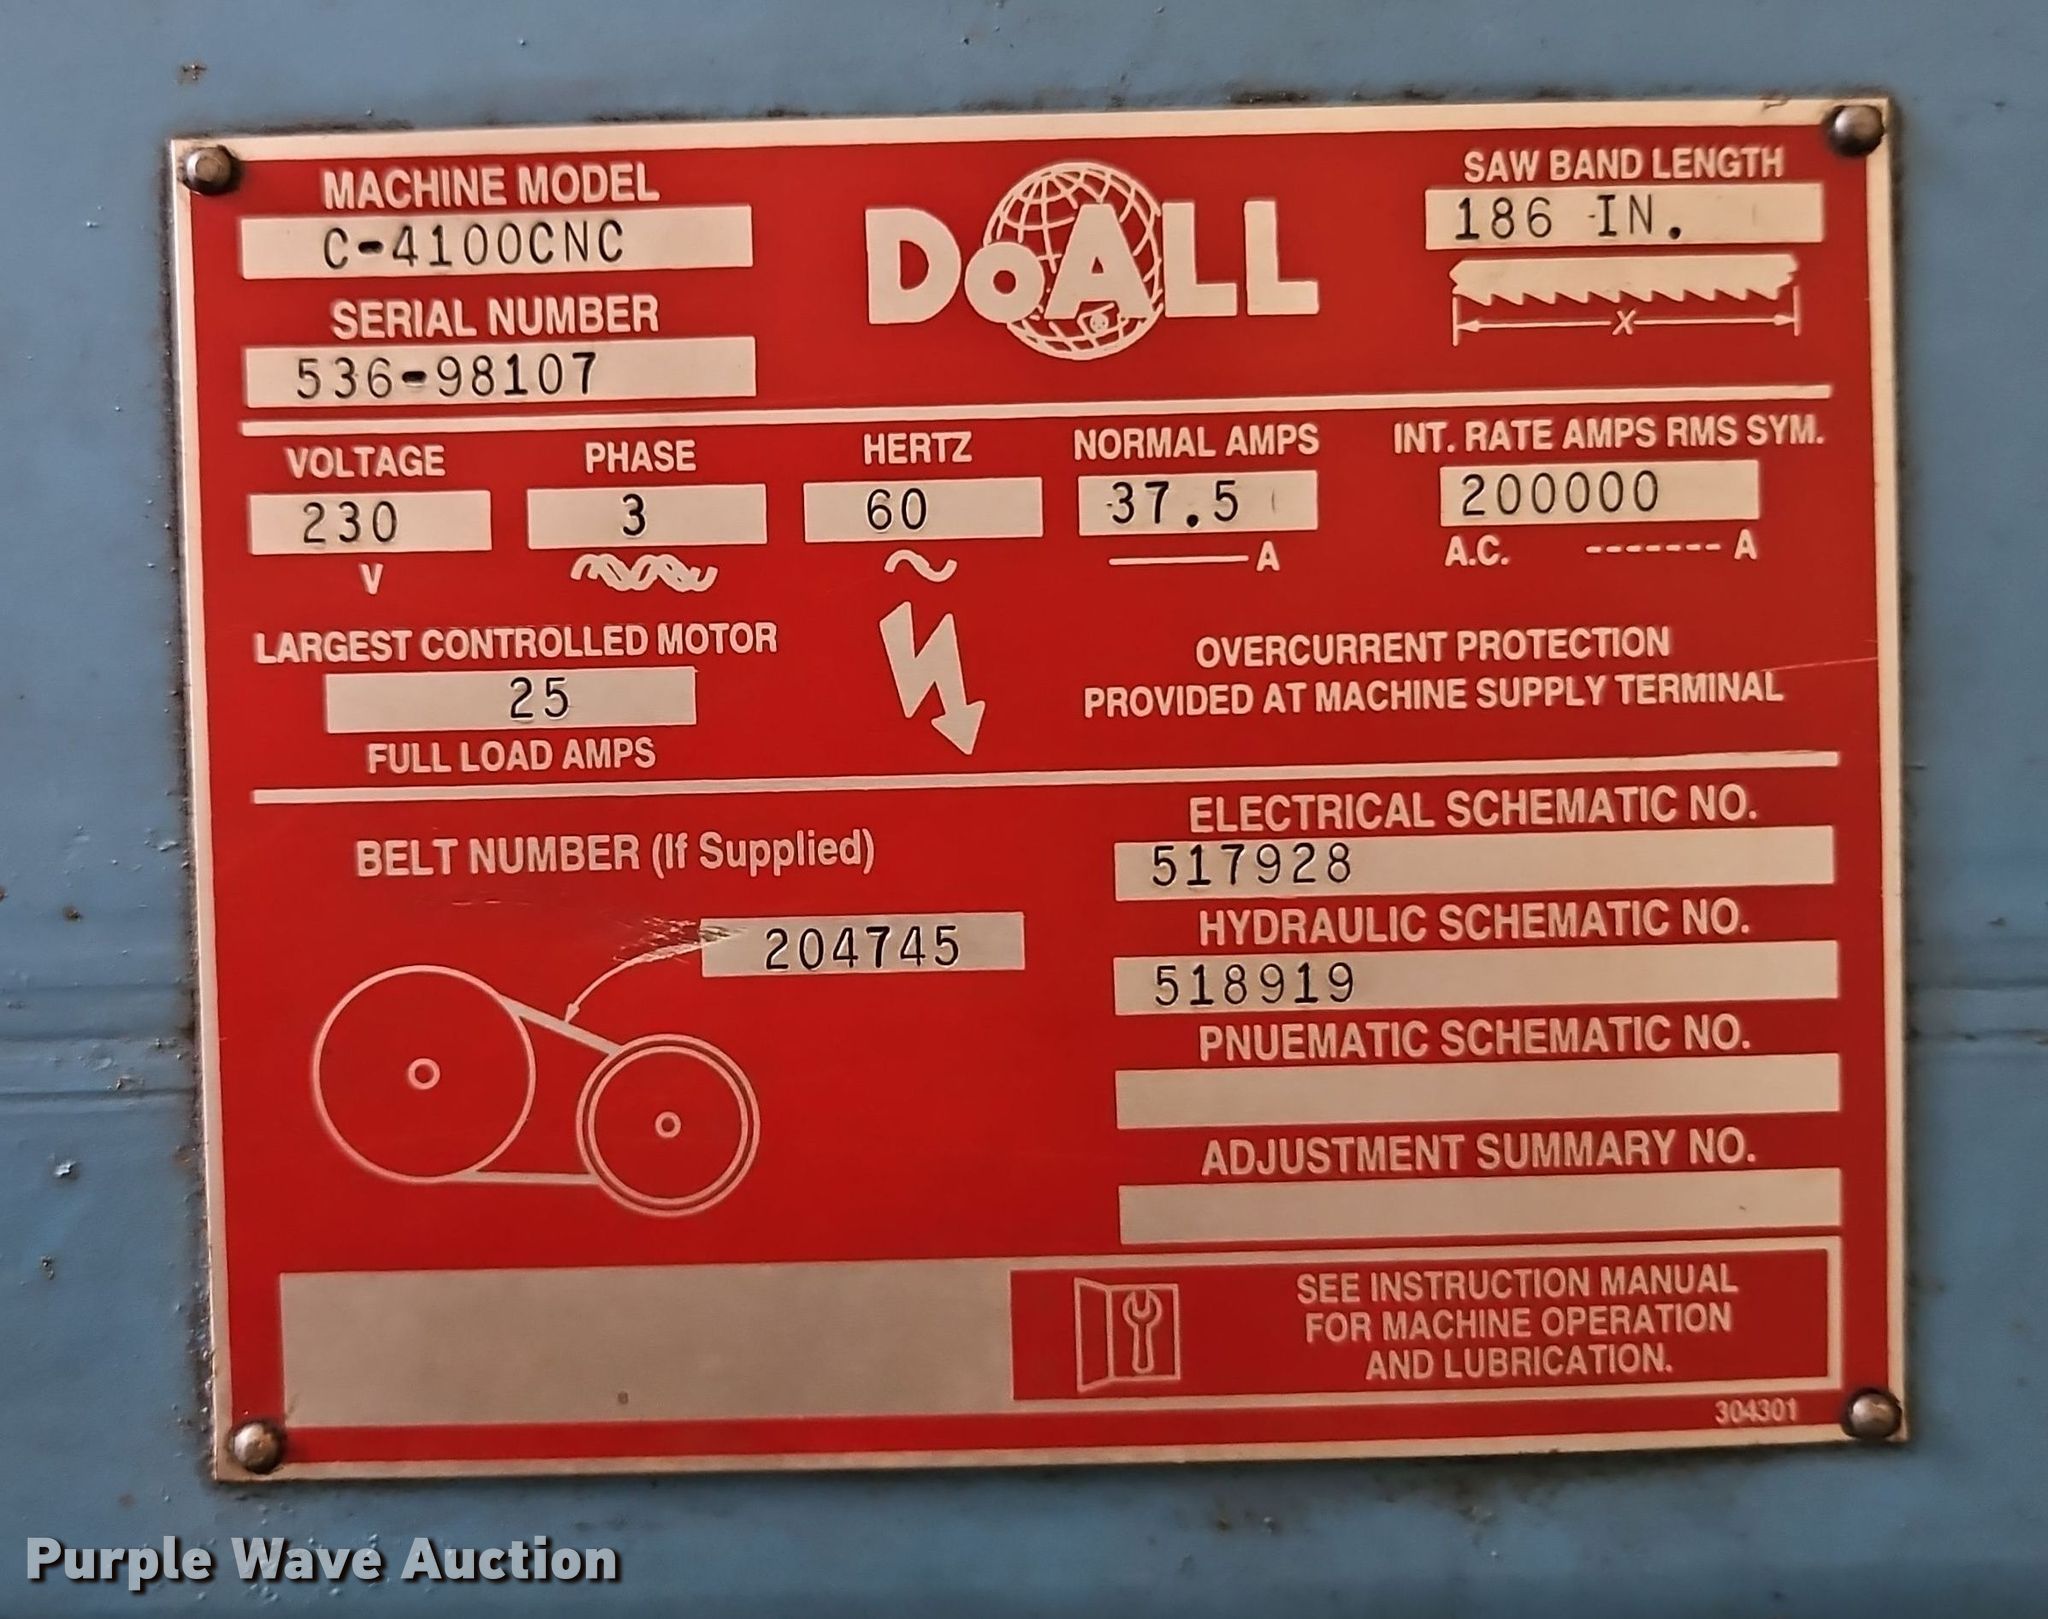 MACHINE MODEL
C-4100CNC
SERIAL NUMBER
536-98107
DoALL
SAW BAND LENGTH
186 IN.
X
VOLTAGE
230
V
PHASE
3
HERTZ
60
NORMAL AMPS
37.5
A
INT. RATE AMPS RMS SYM.
200000
A.C. ------- A
LARGEST CONTROLLED MOTOR
25
FULL LOAD AMPS
OVERCURRENT PROTECTION
PROVIDED AT MACHINE SUPPLY TERMINAL
BELT NUMBER (If Supplied)
204745
ELECTRICAL SCHEMATIC NO.
517928
HYDRAULIC SCHEMATIC NO.
518919
PNUEMATIC SCHEMATIC NO.
ADJUSTMENT SUMMARY NO.
SEE INSTRUCTION MANUAL
FOR MACHINE OPERATION
AND LUBRICATION.
304301
Purple Wave Auction